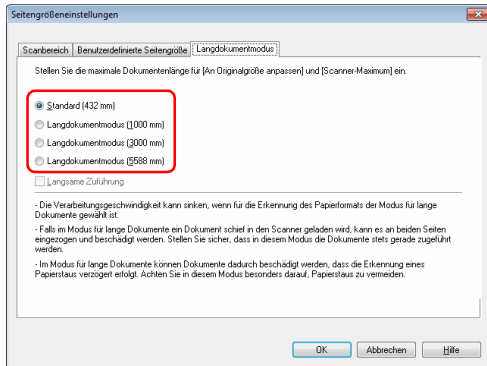 Seitengrößeneinstellungen
Scanbereich Benutzerdefinierte Seitengröße Langdokumentmodus
Stellen Sie die maximale Dokumentenlänge für [An Originalgröße anpassen] und [Scanner-Maximum] ein.
Standard (432 mm)
Langdokumentmodus (1000 mm)
Langdokumentmodus (3000 mm)
Langdokumentmodus (5588 mm)
Langsame Zuführung
- Die Verarbeitungsgeschwindigkeit kann sinken, wenn für die Erkennung des Papierformats der Modus für lange
Dokumente gewählt ist.
- Falls im Modus für lange Dokumente ein Dokument schief in den Scanner geladen wird, kann es an beiden Seiten
eingezogen und beschädigt werden. Stellen Sie sicher, dass in diesem Modus die Dokumente stets gerade zugeführt
werden.
- Im Modus für lange Dokumente können Dokumente dadurch beschädigt werden, dass die Erkennung eines
Papierstaus verzögert erfolgt. Achten Sie in diesem Modus besonders darauf, Papierstau zu vermeiden.
OK Abbrechen Hilfe